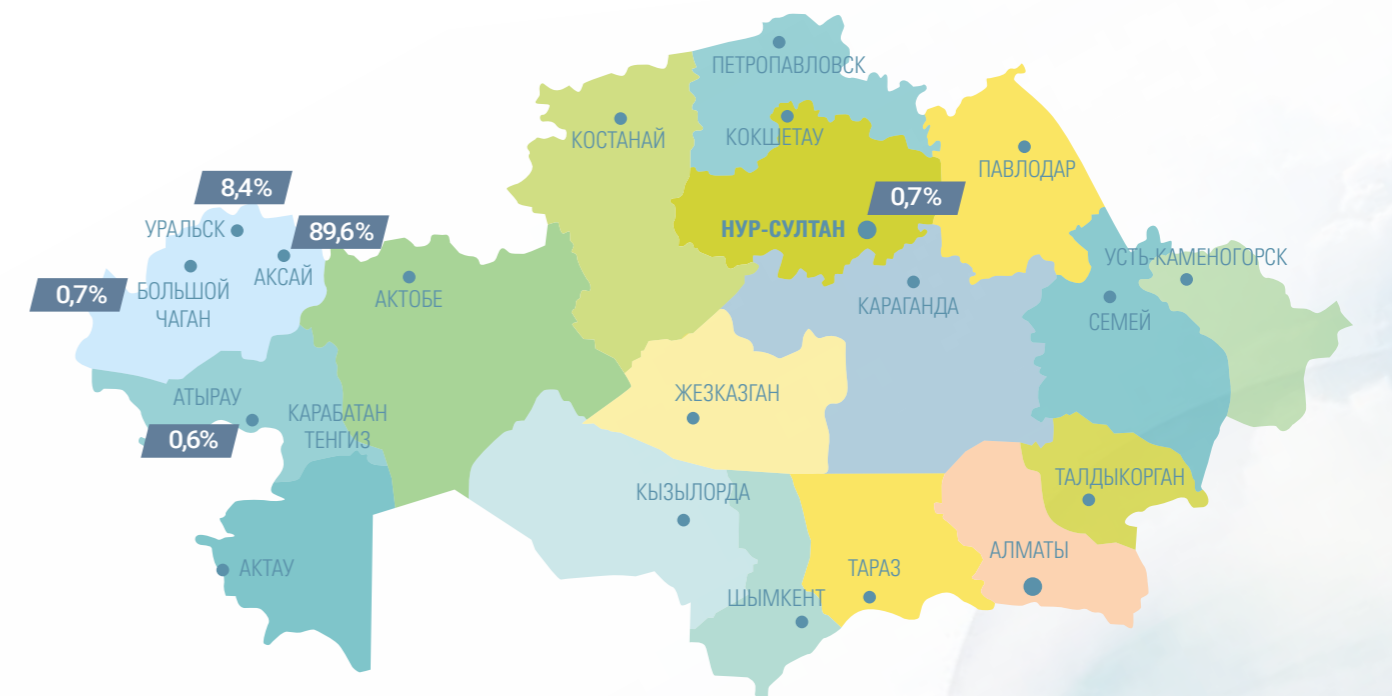 ПЕТРОПАВЛОВСК
КОСТАНАЙ
КОКШЕТАУ
ПАВЛОДАР
8,4%
0,7%
УРАЛЬСК
89,6%
НУР-СУЛТАН
УСТЬ-КАМЕНОГОРСК
АКСАЙ
0,7%
БОЛЬШОЙ
ЧАГАН
АКТОБЕ
КАРАГАНДА
СЕМЕЙ
АТЫРАУ
ЖЕЗКАЗГАН
КАРАБАТАН
ТЕНГИЗ
0,6%
ТАЛДЫКОРГАН
КЫЗЫЛОРДА
АЛМАТЫ
АКТАУ
ТАРАЗ
ШЫМКЕНТ